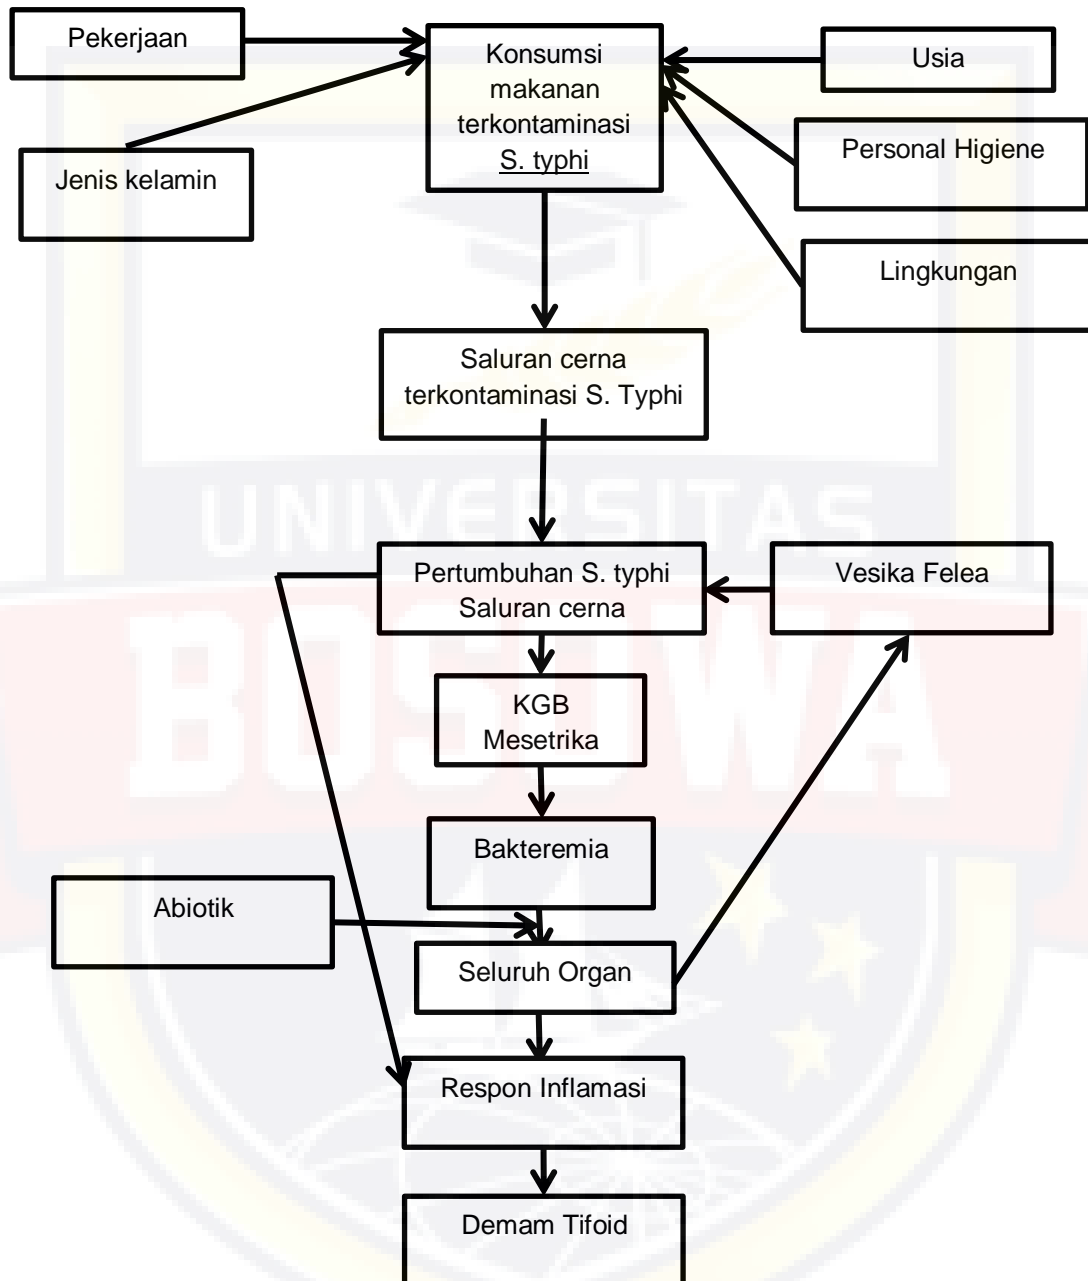 Pekerjaan
Konsumsi
makanan
terkontaminasi
S. typhi
Usia
Personal Higiene
Jenis kelamin
Lingkungan
Saluran cerna
terkontaminasi S. Typhi
UNIVERSITAS
Pertumbuhan S. typhi
Saluran cerna
Vesika Felea
BOSOWA
KGB
Mesetrika
Bakteremia
Abiotik
Seluruh Organ
Respon Inflamasi
Demam Tifoid